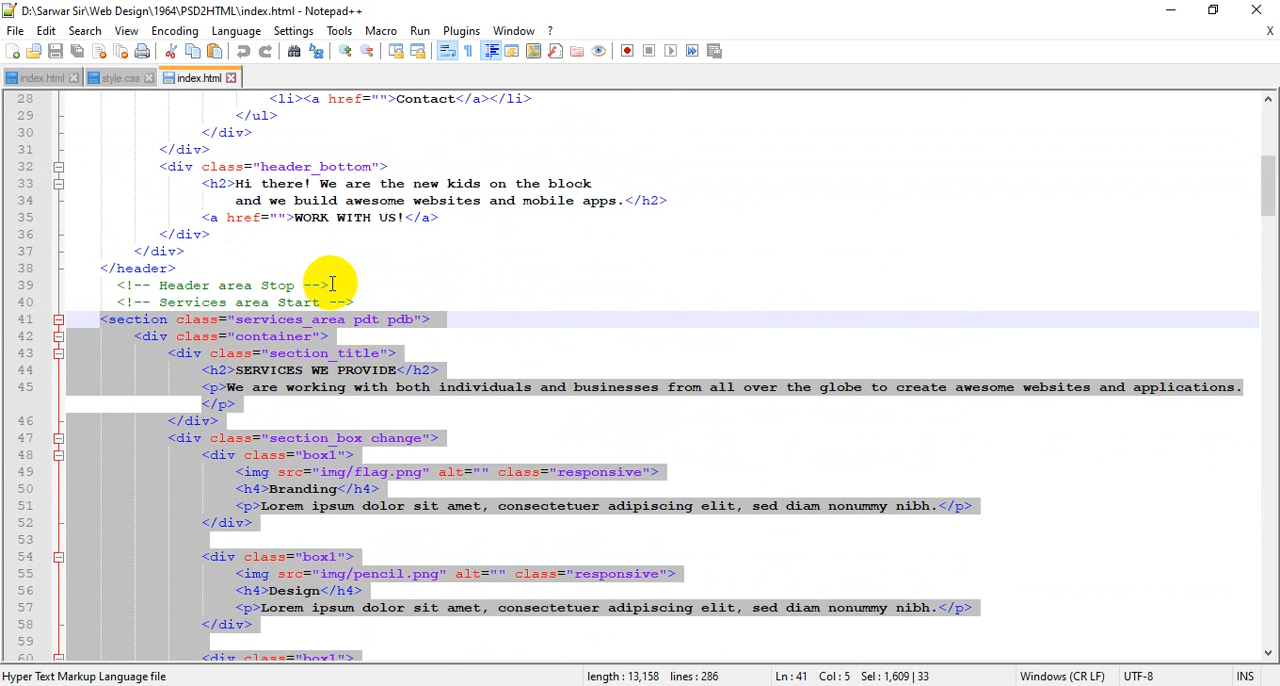 D:\Sarwar Sir\Web Design\1964\PSD2HTML\index.html - Notepad++
File Edit Search View Encoding Language Settings Tools Macro Run Plugins Window ? X
index.html style.css index.html
28 <li><a href="">Contact</a></li>
29 </ul>
30 </div>
31 </div>
32 <div class="header_bottom">
33 <h2>Hi there! We are the new kids on the block
34 and we build awesome websites and mobile apps.</h2>
35 <a href="">WORK WITH US!</a>
36 </div>
37 </div>
38 </header>
39 <!-- Header area Stop -->
40 <!-- Services area Start -->
41 <section class="services_area pdt pdb">
42 <div class="container">
43 <div class="section_title">
44 <h2>SERVICES WE PROVIDE</h2>
45 <p>We are working with both individuals and businesses from all over the globe to create awesome websites and applications.
</p>
46 </div>
47 <div class="section_box change">
48 <div class="box1">
49 <img src="img/flag.png" alt="" class="responsive">
50 <h4>Branding</h4>
51 <p>Lorem ipsum dolor sit amet, consectetuer adipiscing elit, sed diam nonummy nibh.</p>
52 </div>
53
54 <div class="box1">
55 <img src="img/pencil.png" alt="" class="responsive">
56 <h4>Design</h4>
57 <p>Lorem ipsum dolor sit amet, consectetuer adipiscing elit, sed diam nonummy nibh.</p>
58 </div>
59
60 <div class="box1">
Hyper Text Markup Language file length : 13,158 lines : 286 Ln : 41 Col : 5 Sel : 1,609 | 33 Windows (CR LF) UTF-8 INS